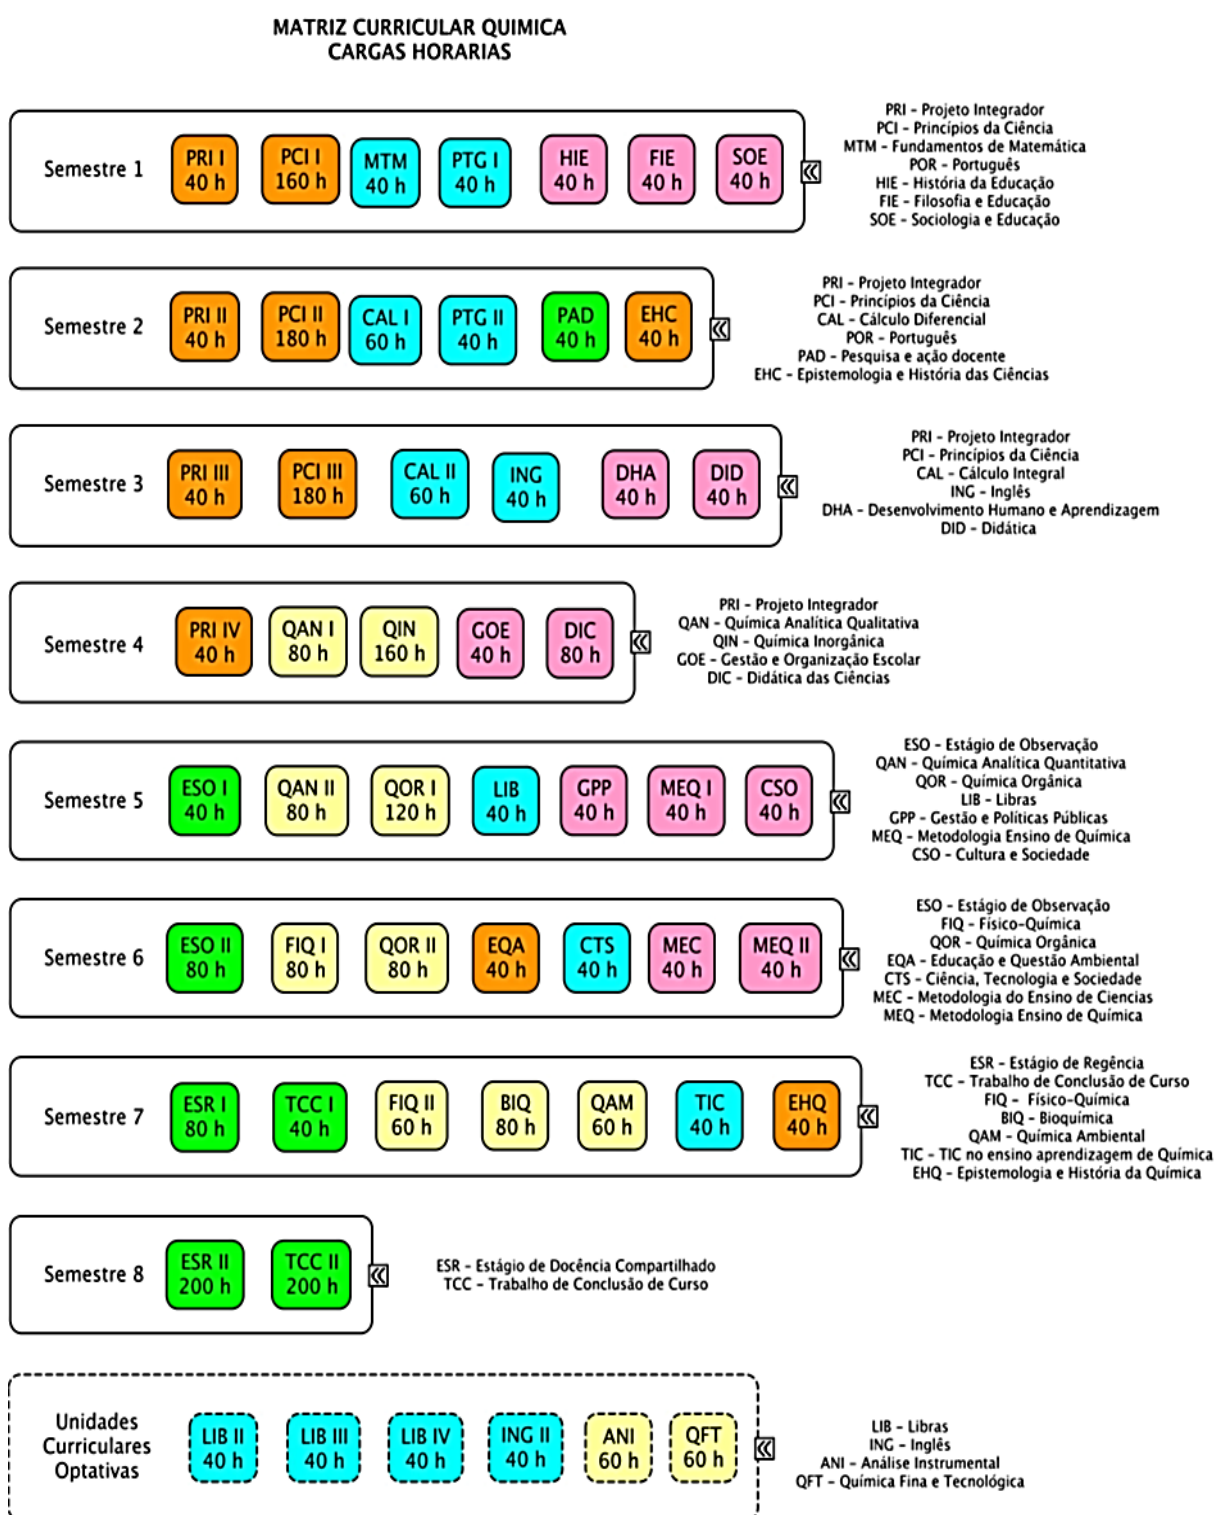 MATRIZ CURRICULAR QUIMICA
CARGAS HORARIAS
Semestre 1
PRI I
40 h
PCI I
160 h
MTM
40 h
PTG I
40 h
HIE
40 h
FIE
40 h
SOE
40 h
PRI - Projeto Integrador
PCI - Princípios da Ciência
MTM - Fundamentos de Matemática
POR - Português
HIE - História da Educação
FIE - Filosofia e Educação
SOE - Sociologia e Educação
Semestre 2
PRI II
40 h
PCI II
180 h
CAL I
60 h
PTG II
40 h
PAD
40 h
EHC
40 h
PRI - Projeto Integrador
PCI - Princípios da Ciência
CAL - Cálculo Diferencial
POR - Português
PAD - Pesquisa e ação docente
EHC - Epistemologia e História das Ciências
Semestre 3
PRI III
40 h
PCI III
180 h
CAL II
60 h
ING
40 h
DHA
40 h
DID
40 h
PRI - Projeto Integrador
PCI - Princípios da Ciência
CAL - Cálculo Integral
ING - Inglês
DHA - Desenvolvimento Humano e Aprendizagem
DID - Didática
Semestre 4
PRI IV
40 h
QAN I
80 h
QIN
160 h
GOE
40 h
DIC
80 h
PRI - Projeto Integrador
QAN - Química Analítica Qualitativa
QIN - Química Inorgânica
GOE - Gestão e Organização Escolar
DIC - Didática das Ciências
Semestre 5
ESO I
40 h
QAN II
80 h
QOR I
120 h
LIB
40 h
GPP
40 h
MEQ I
40 h
CSO
40 h
ESO - Estágio de Observação
QAN - Química Analítica Quantitativa
QOR - Química Orgânica
LIB - Libras
GPP - Gestão e Políticas Públicas
MEQ - Metodologia Ensino de Química
CSO - Cultura e Sociedade
Semestre 6
ESO II
80 h
FIQ I
80 h
QOR II
80 h
EQA
40 h
CTS
40 h
MEC
40 h
MEQ II
40 h
ESO - Estágio de Observação
FIQ - Físico-Química
QOR - Química Orgânica
EQA - Educação e Questão Ambiental
CTS - Ciência, Tecnologia e Sociedade
MEC - Metodologia do Ensino de Ciencias
MEQ - Metodologia Ensino de Química
Semestre 7
ESR I
80 h
TCC I
40 h
FIQ II
60 h
BIQ
80 h
QAM
60 h
TIC
40 h
EHQ
40 h
ESR - Estágio de Regência
TCC - Trabalho de Conclusão de Curso
FIQ - Físico-Química
BIQ - Bioquímica
QAM - Química Ambiental
TIC - TIC no ensino aprendizagem de Química
EHQ - Epistemologia e História da Química
Semestre 8
ESR II
200 h
TCC II
200 h
ESR - Estágio de Docência Compartilhado
TCC - Trabalho de Conclusão de Curso
Unidades
Curriculares
Optativas
LIB II
40 h
LIB III
40 h
LIB IV
40 h
ING II
40 h
ANI
60 h
QFT
60 h
LIB - Libras
ING - Inglês
ANI - Análise Instrumental
QFT - Química Fina e Tecnológica